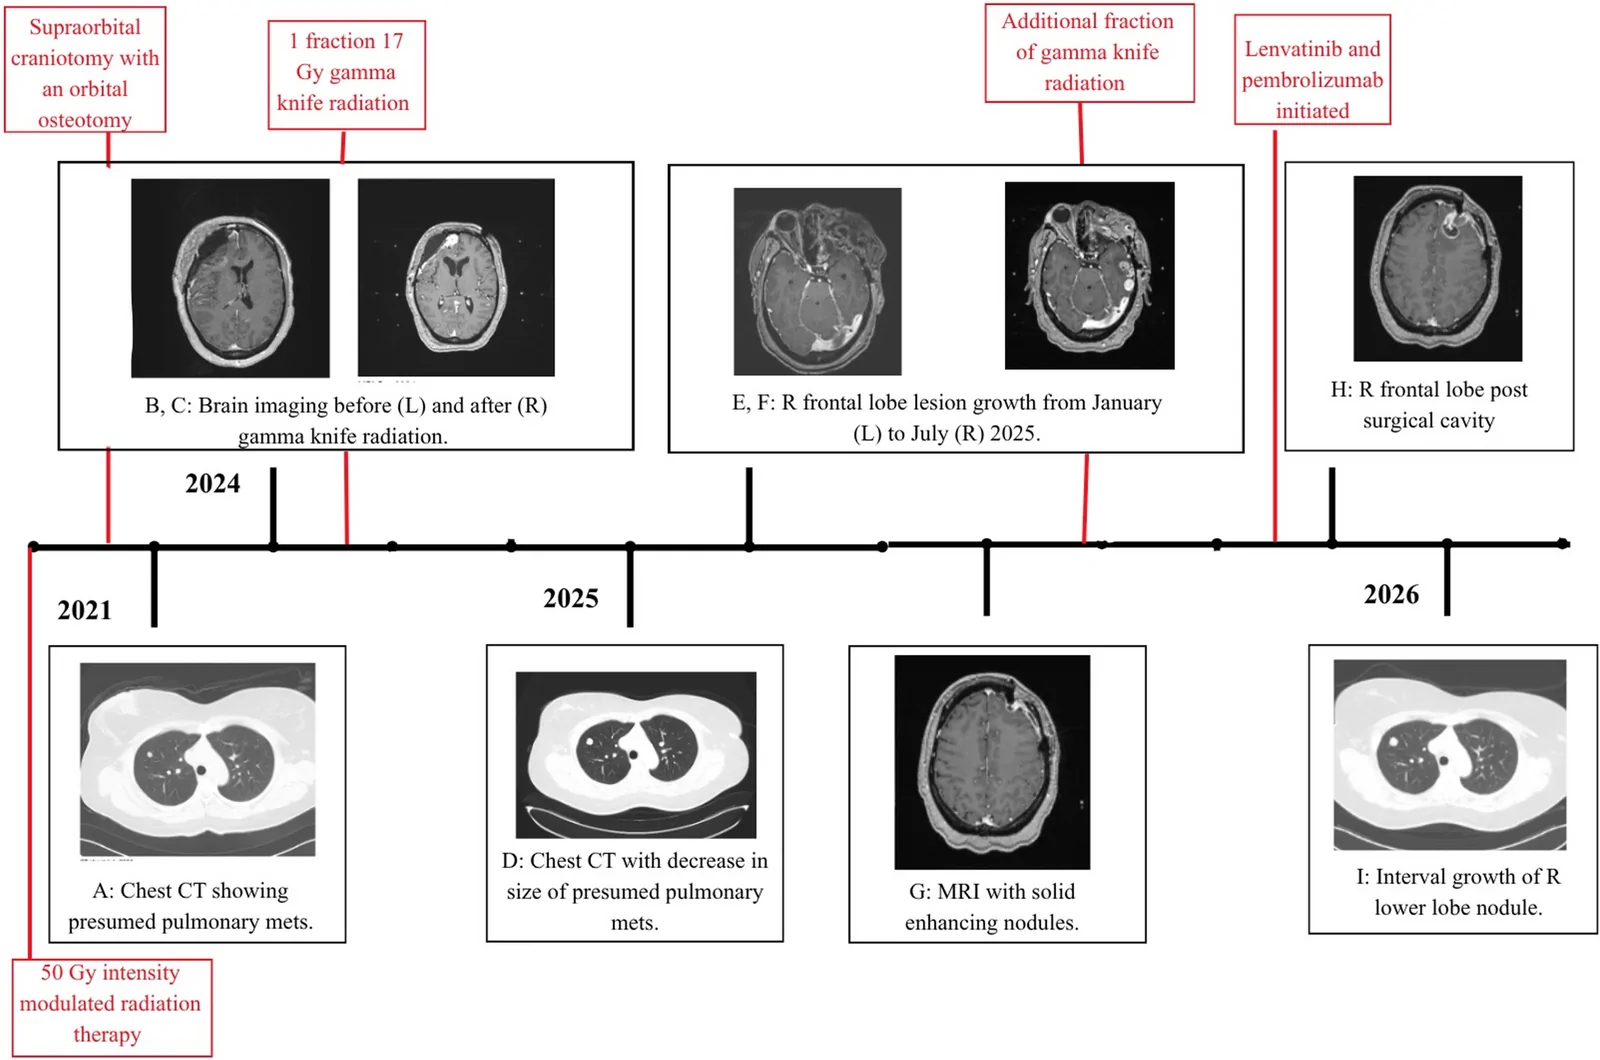 Supraorbital
craniotomy with
an orbital
osteotomy
1 fraction 17
Gy gamma
knife radiation
Additional fraction
of gamma knife
radiation
Lenvatinib and
pembrolizumab
initiated
B, C: Brain imaging before (L) and after (R)
gamma knife radiation.
E, F: R frontal lobe lesion growth from January
(L) to July (R) 2025.
H: R frontal lobe post
surgical cavity
2024
2021
2025
2026
A: Chest CT showing
presumed pulmonary mets.
D: Chest CT with decrease in
size of presumed pulmonary
mets.
G: MRI with solid
enhancing nodules.
I: Interval growth of R
lower lobe nodule.
50 Gy intensity
modulated radiation
therapy